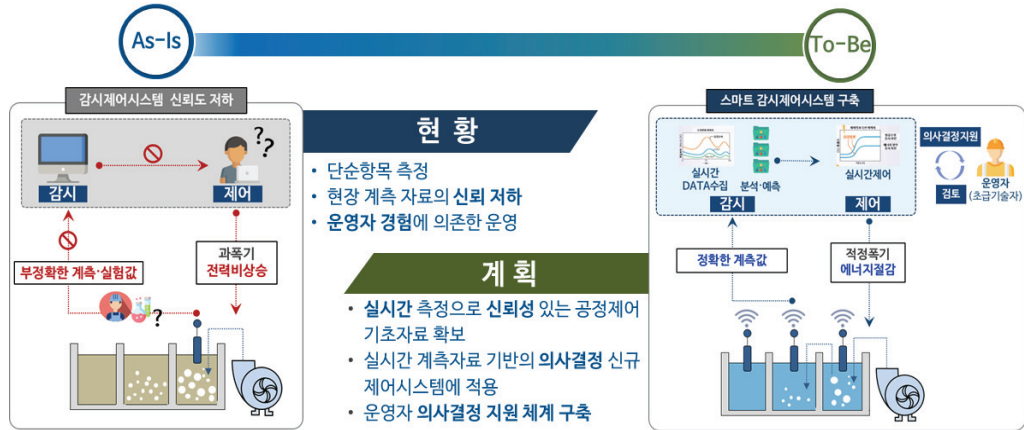 As-Is
To-Be
감시제어시스템 신뢰도 저하
감시
제어
???
부정확한 계측·실험값
?
과폭기
전력비상승
현 황
• 단순항목 측정
• 현장 계측 자료의 신뢰 저하
• 운영자 경험에 의존한 운영
계 획
• 실시간 측정으로 신뢰성 있는 공정제어
기초자료 확보
• 실시간 계측자료 기반의 의사결정 신규
제어시스템에 적용
• 운영자 의사결정 지원 체계 구축
스마트 감시제어시스템 구축
실시간
DATA수집
분석·예측
감시
실시간제어
제어
의사결정지원
검토
운영자
(초급기술자)
정확한 계측값
적정폭기
에너지절감